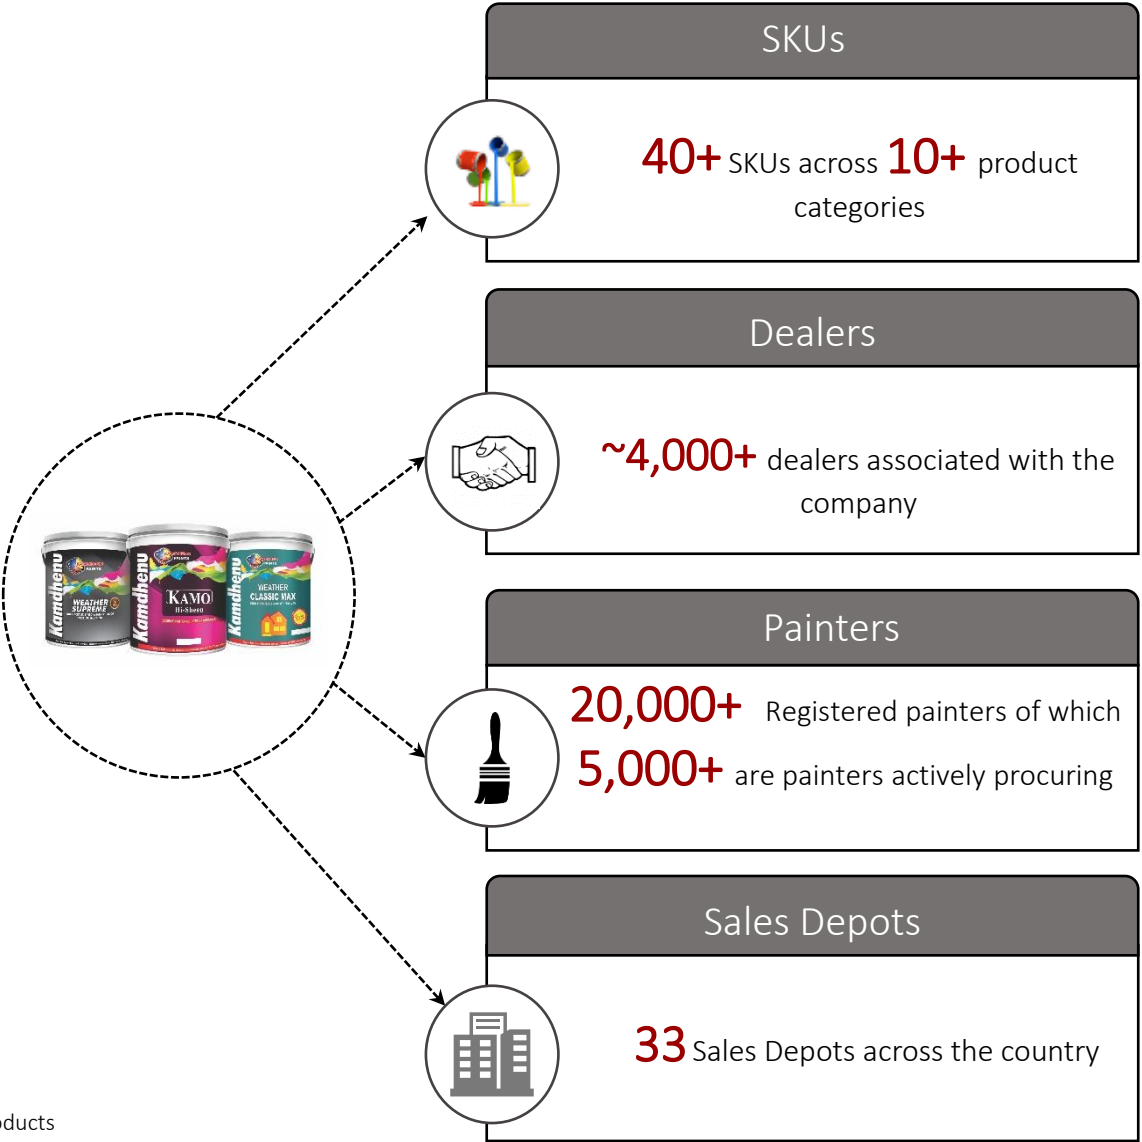 SKUs
40+ SKUs across 10+ product
categories
Dealers
~4,000+ dealers associated with the
company
Kamdhenu
WEATHER
SUPREME
Kamdhenu
KAMO
Hi-Sheen
Kamdhenu
WEATHER
CLASSIC MAX
Painters
20,000+ Registered painters of which
5,000+ are painters actively procuring
Sales Depots
33 Sales Depots across the country
oducts